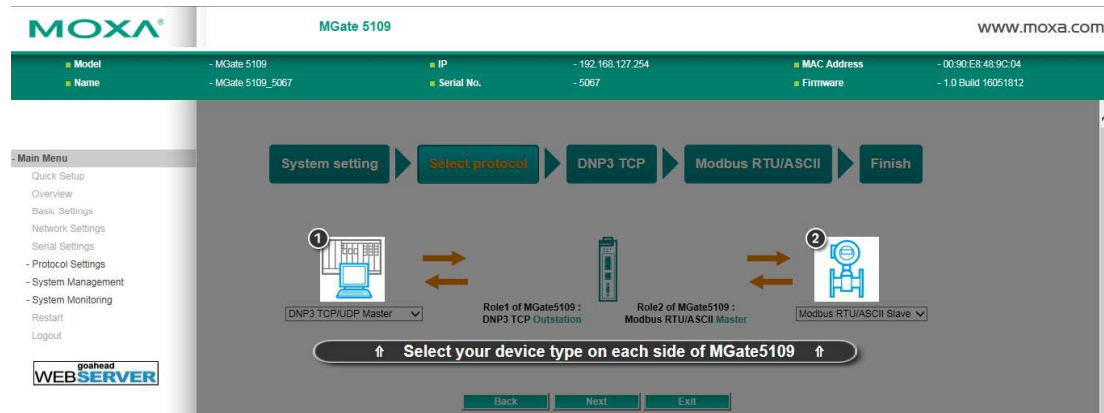 MOXA®
MGate 5109
www.moxa.com
Model - MGate 5109 IP - 192.168.127.254 MAC Address - 00:90:E8:48:9C:04
Name - MGate 5109_5067 Serial No. - 5067 Firmware - 1.0 Build 16051812
- Main Menu
Quick Setup
Overview
Basic Settings
Network Settings
Serial Settings
- Protocol Settings
- System Management
- System Monitoring
Restart
Logout
goahead
WEBSERVER
System setting Select protocol DNP3 TCP Modbus RTU/ASCII Finish
1 2
DNP3 TCP/UDP Master
Role1 of MGate5109 :
DNP3 TCP Outstation
Role2 of MGate5109 :
Modbus RTU/ASCII Master
Modbus RTU/ASCII Slave
⇑ Select your device type on each side of MGate5109 ⇑
Back Next Exit